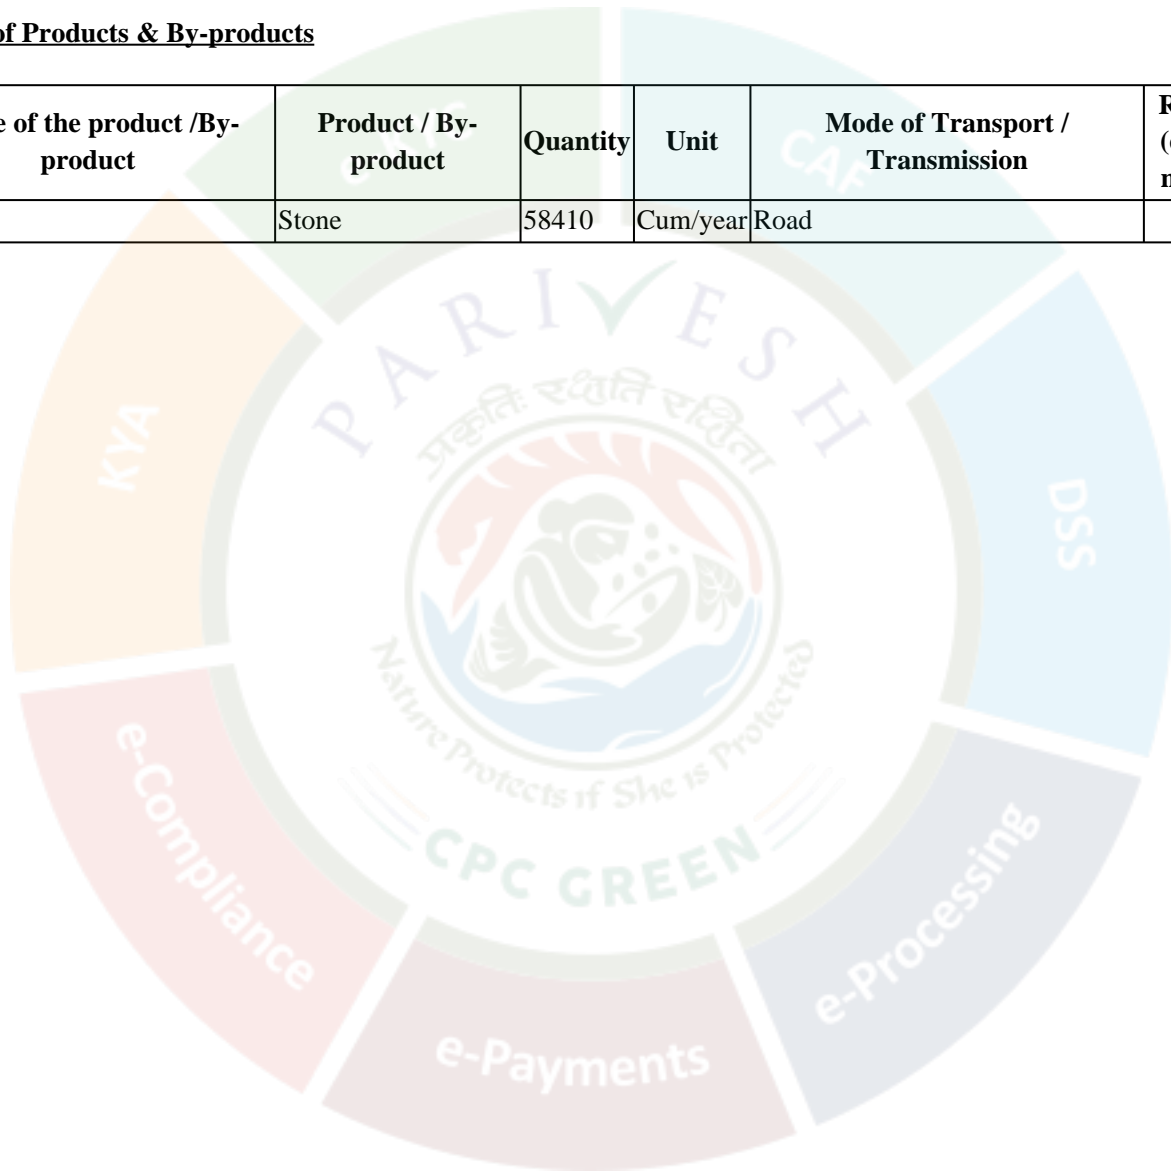 of Products & By-products
e of the product /By-product
Product / By-product
Quantity
Unit
Mode of Transport / Transmission
Stone
58410
Cum/year
Road
CAF
PARIVESH
प्रकृतिः रक्षति रक्षिता
KYA
DSS
Nature Protects if She is Protected
CPC GREEN
e-Compliance
e-Processing
e-Payments